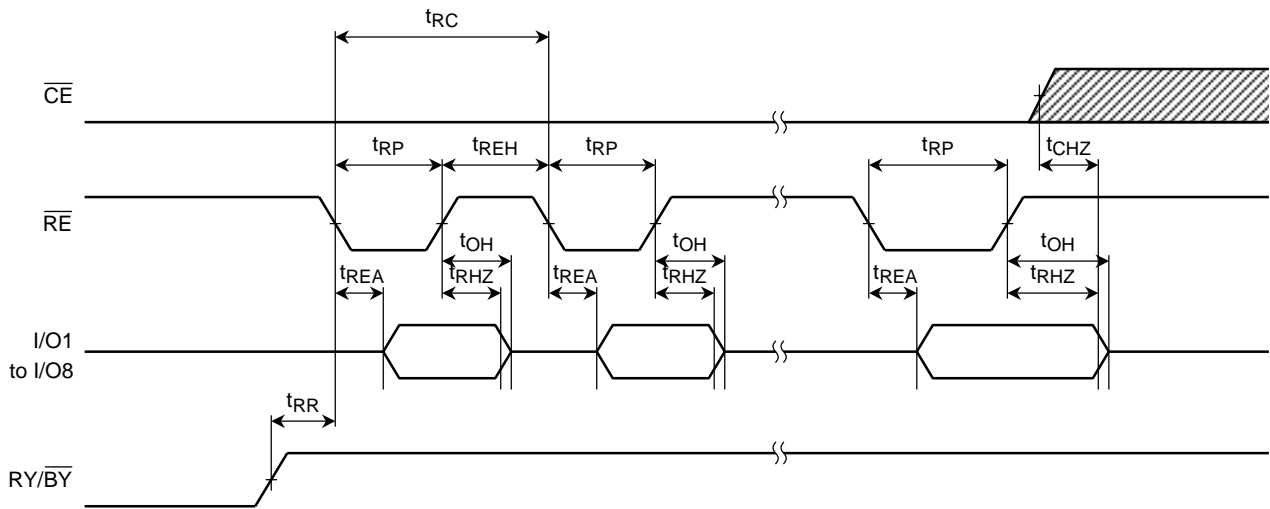 tRC
CE
tRP tREH tRP tRP tCHZ
RE
tOH tOH tOH
tREA tRHZ tREA tRHZ tREA tRHZ
I/O1
to I/O8
tRR
RY/BY